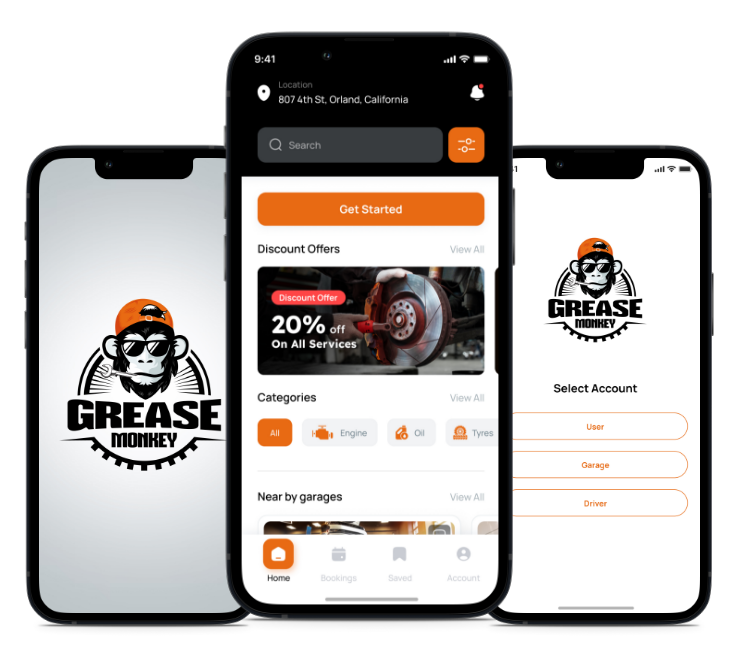 GREASE
MONKEY
9:41
Location
807 4th St, Orland, California
Search
Get Started
Discount Offers
View All
Discount Offer
20% off
On All Services
Categories
View All
All
Engine
Oil
Tyres
Near by garages
View All
Home
Bookings
Saved
Account
GREASE
MONKEY
Select Account
User
Garage
Driver